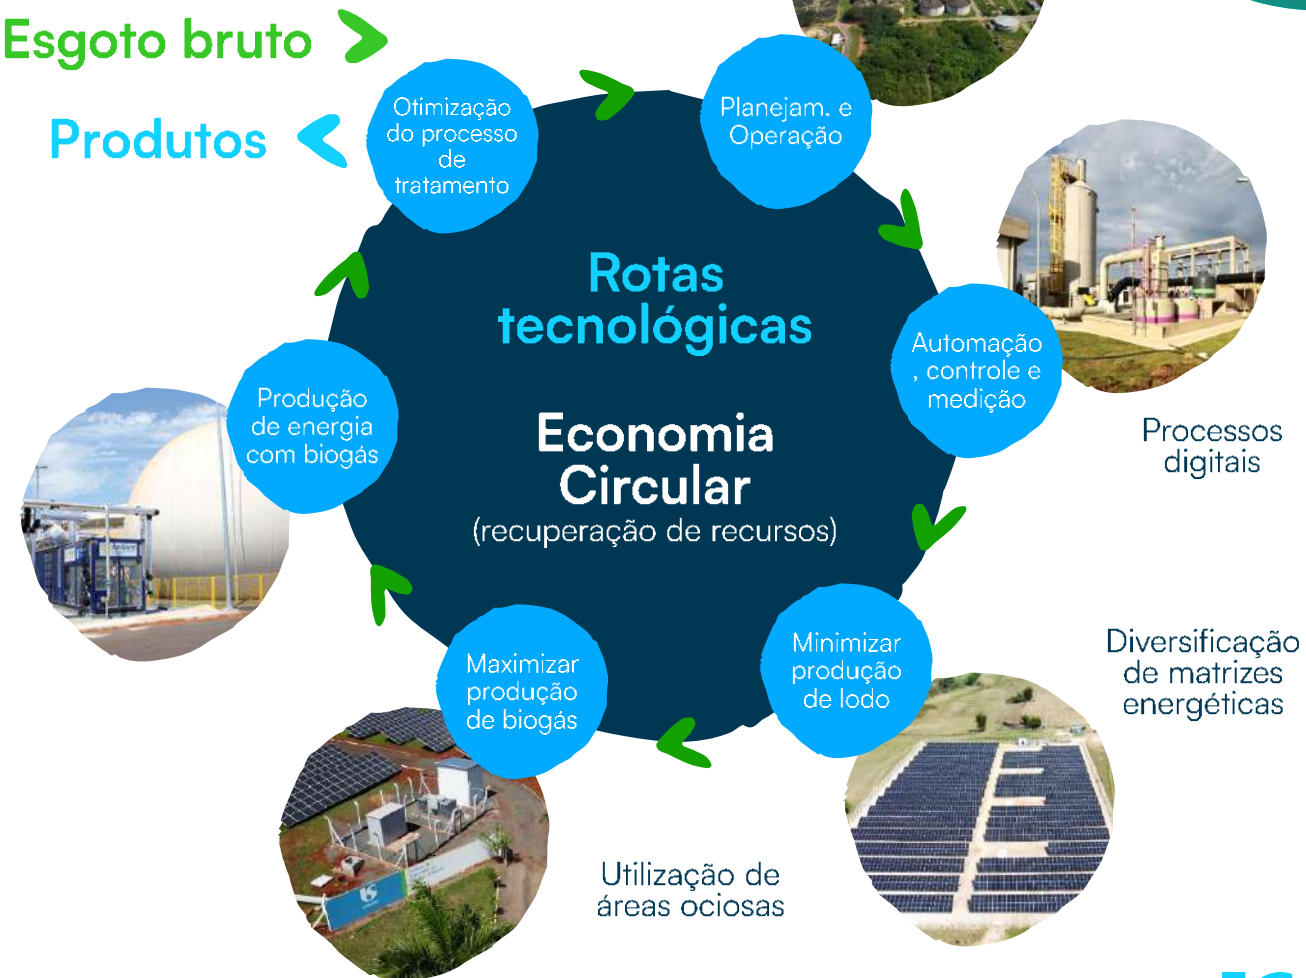 Esgoto bruto
Produtos
Otimização
do processo
de
tratamento
Planejam. e
Operação
Rotas
tecnológicas
Automação
, controle e
medição
Produção
de energia
com biogás
Economia
Circular
(recuperação de recursos)
Processos
digitais
Maximizar
produção
de biogás
Minimizar
produção
de lodo
Diversificação
de matrizes
energéticas
Utilização de
áreas ociosas